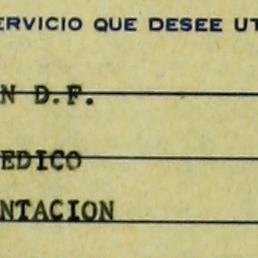 ERVICIO QUE DESEE UT
N D.F.
EDICO
NTACION